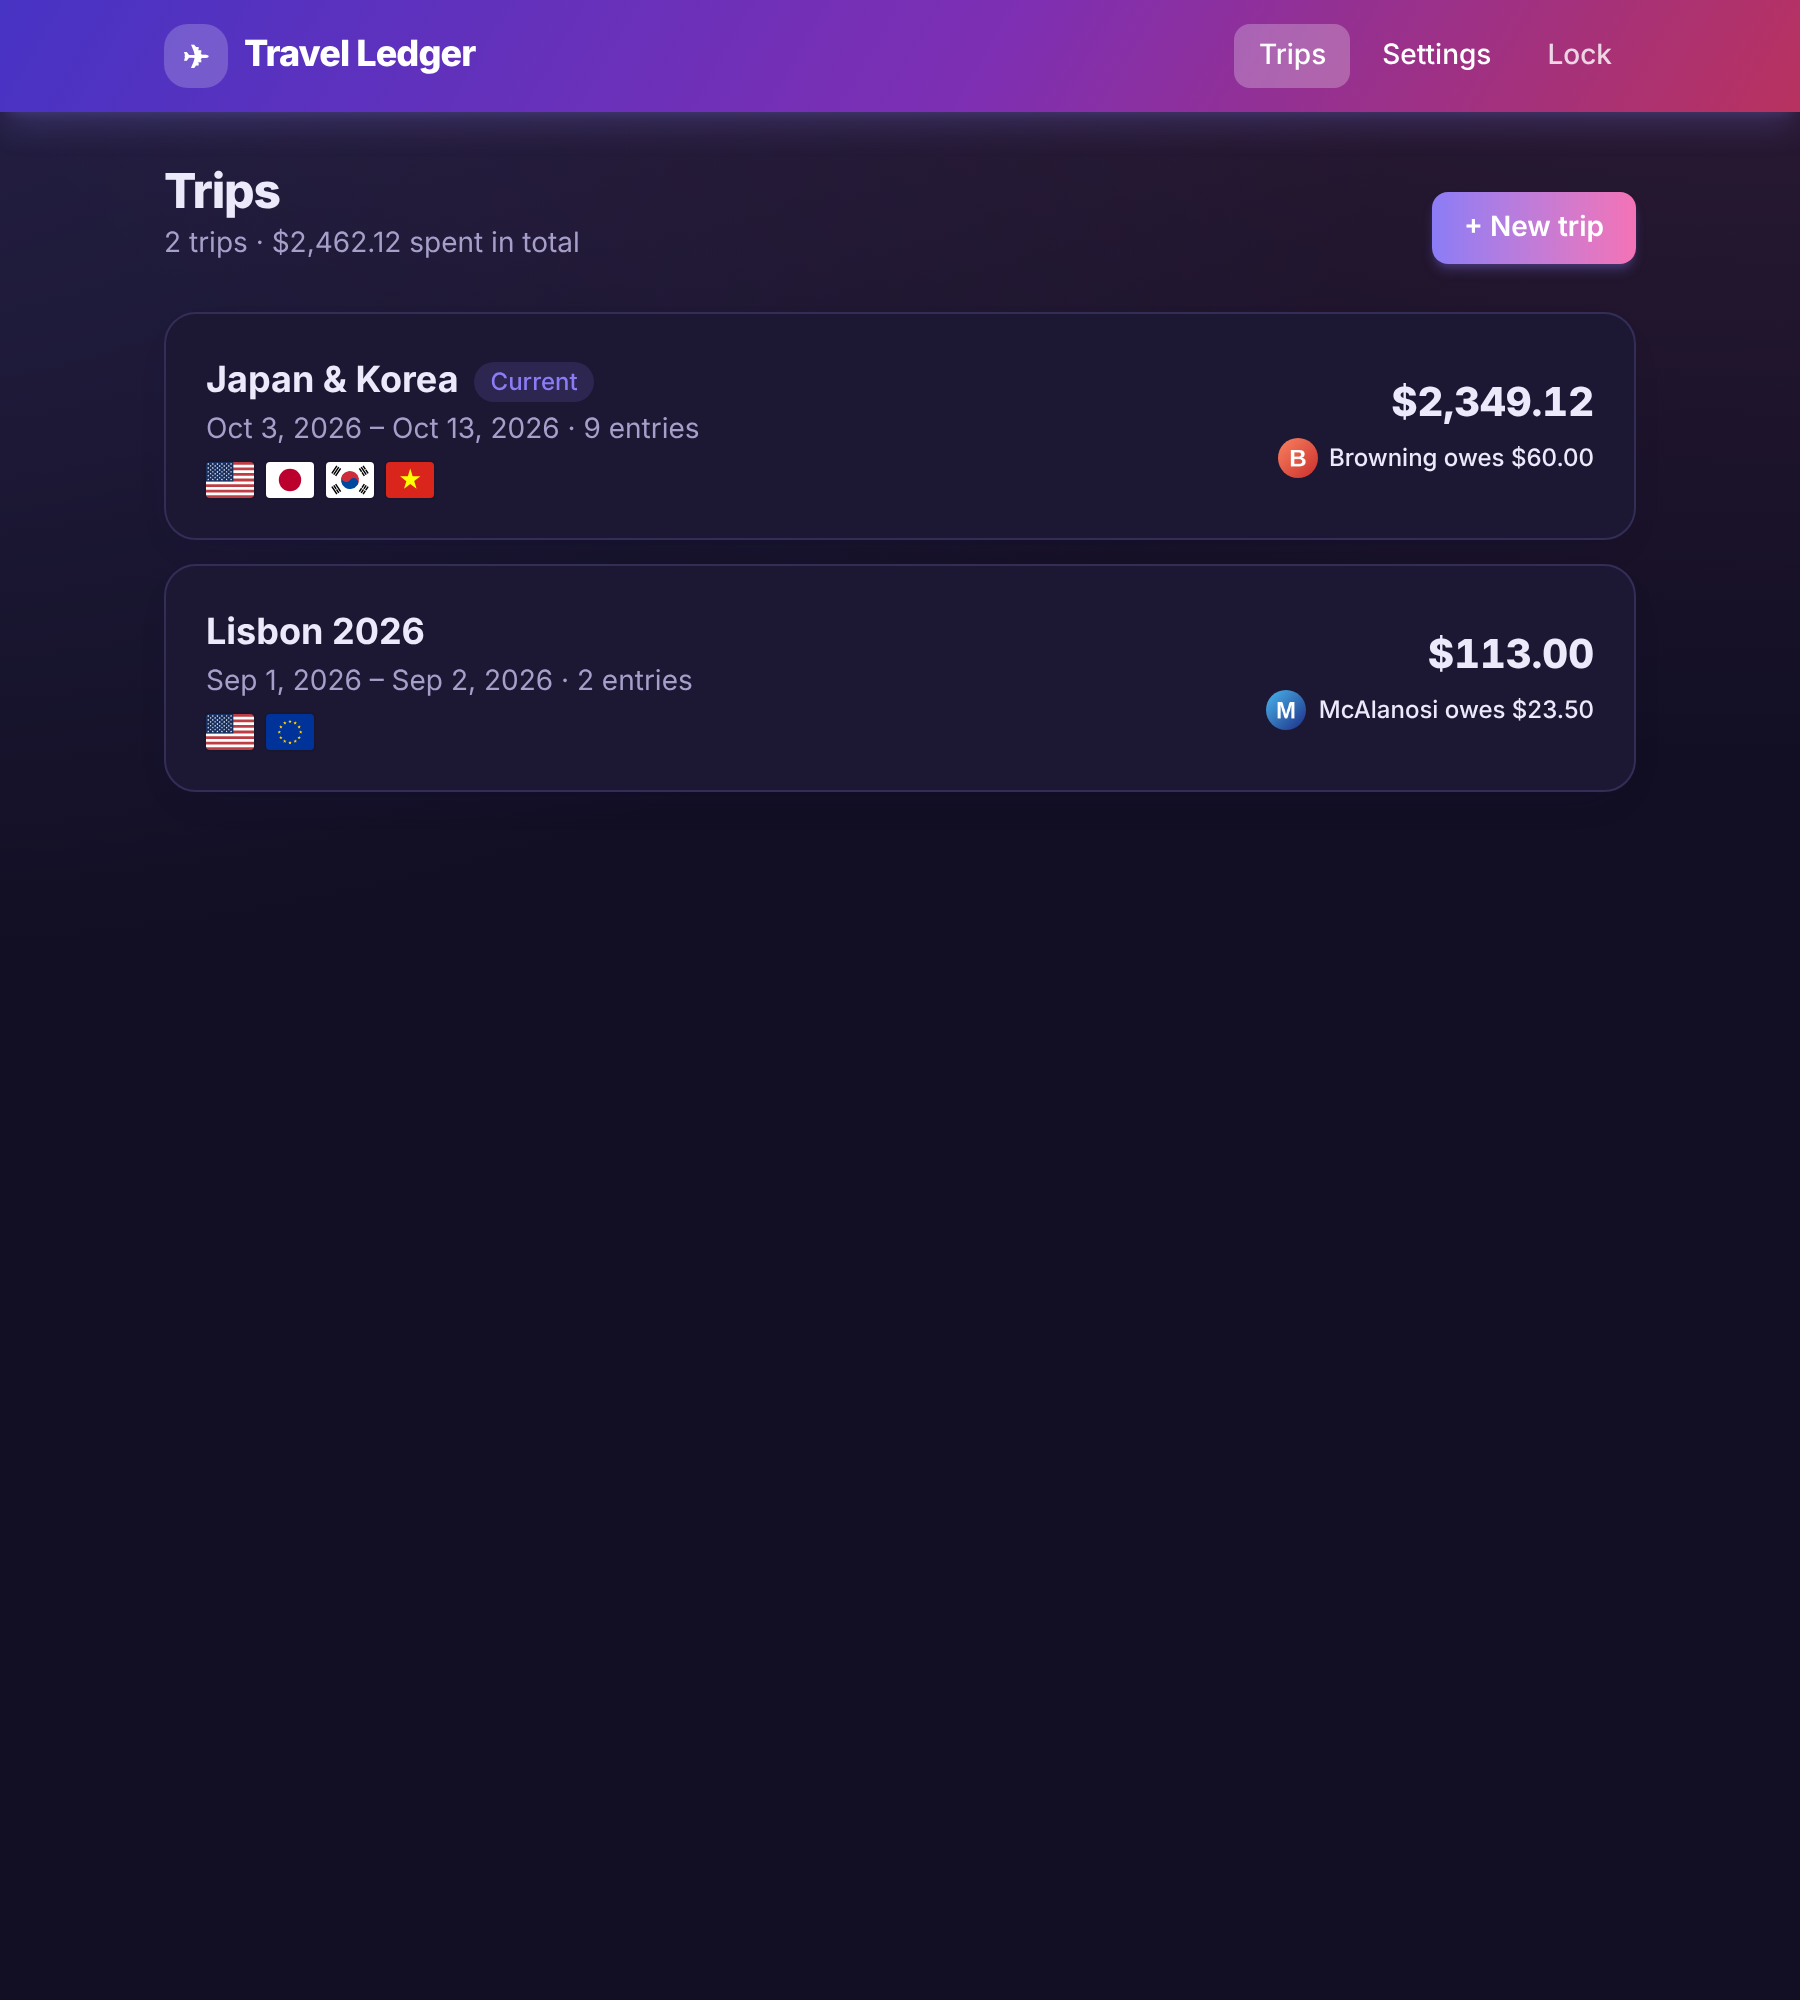 ✈ Travel Ledger
Trips Settings Lock
Trips
2 trips · $2,462.12 spent in total
+ New trip
Japan & Korea Current
Oct 3, 2026 – Oct 13, 2026 · 9 entries
$2,349.12
B Browning owes $60.00
Lisbon 2026
Sep 1, 2026 – Sep 2, 2026 · 2 entries
$113.00
M McAlanosi owes $23.50